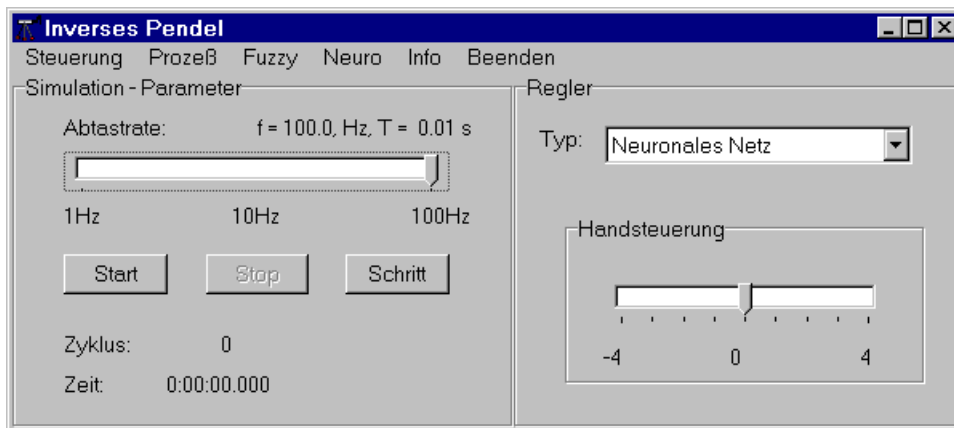 Inverses Pendel
Steuerung Prozeß Fuzzy Neuro Info Beenden
Simulation - Parameter
Abtastrate: f = 100.0, Hz, T = 0.01 s
1Hz 10Hz 100Hz
Start Stop Schritt
Zyklus: 0
Zeit: 0:00:00.000
Regler
Typ: Neuronales Netz
Handsteuerung
-4 0 4